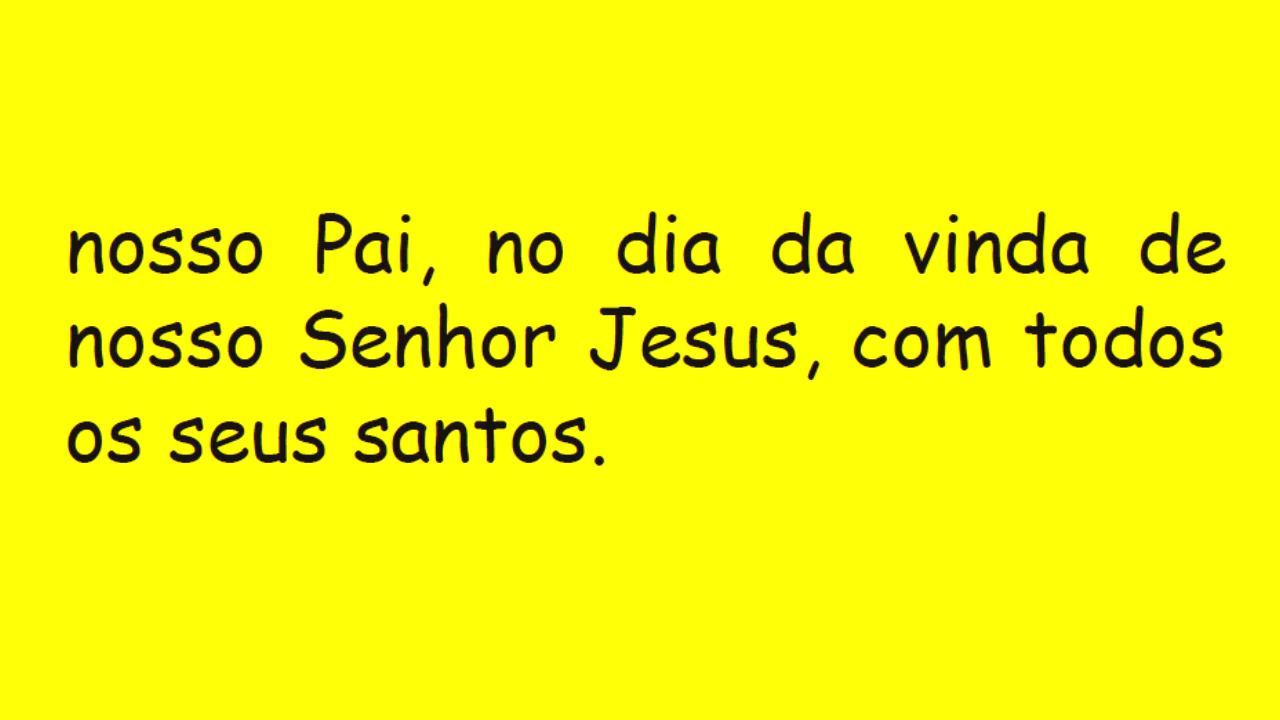 nosso Pai, no dia da vinda de
nosso Senhor Jesus, com todos
os seus santos.